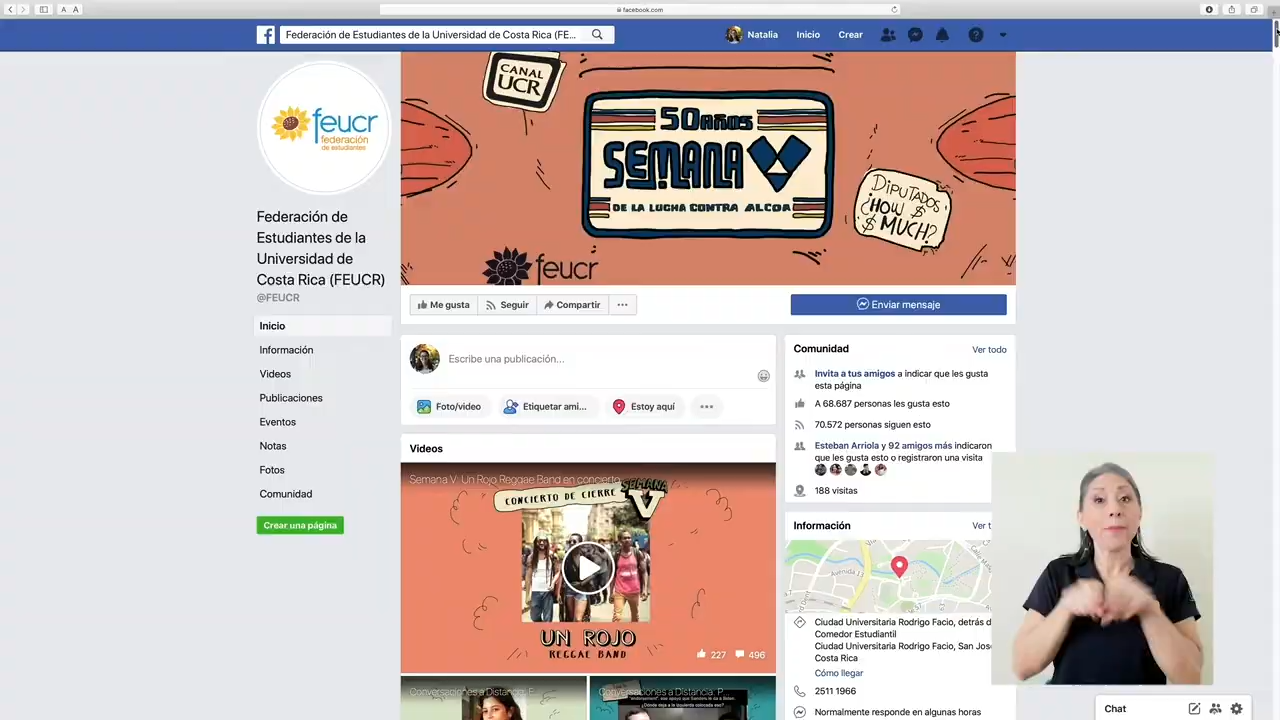 A A
facebook.com
Federación de Estudiantes de la Universidad de Costa Rica (FE...
Natalia
Inicio
Crear
feucr
federación
de estudiantes
Federación de
Estudiantes de la
Universidad de
Costa Rica (FEUCR)
@FEUCR
Inicio
Información
Videos
Publicaciones
Eventos
Notas
Fotos
Comunidad
Crear una página
CANAL
UCR
50 AÑOS
SEMANA V
DE LA LUCHA CONTRA ALCOA
DIPUTADOS
¿HOW $
$ MUCH?
feucr
Me gusta
Seguir
Compartir
Enviar mensaje
Escribe una publicación...
Foto/video
Etiquetar ami...
Estoy aquí
Videos
Semana V: Un Rojo Reggae Band en concierto
CONCIERTO DE CIERRE
SEMANA
V
UN ROJO
REGGAE BAND
227
496
Conversaciones a Distancia: E
Conversaciones a Distancia: P
Comunidad
Ver todo
Invita a tus amigos a indicar que les gusta
esta página
A 68.687 personas les gusta esto
70.572 personas siguen esto
Esteban Arriola y 92 amigos más indicaron
que les gusta esto o registraron una visita
188 visitas
Información
Ver t
Ciudad Universitaria Rodrigo Facio, detrás d
Comedor Estudiantil
Ciudad Universitaria Rodrigo Facio, San Jos
Costa Rica
Cómo llegar
2511 1966
Normalmente responde en algunas horas
Chat